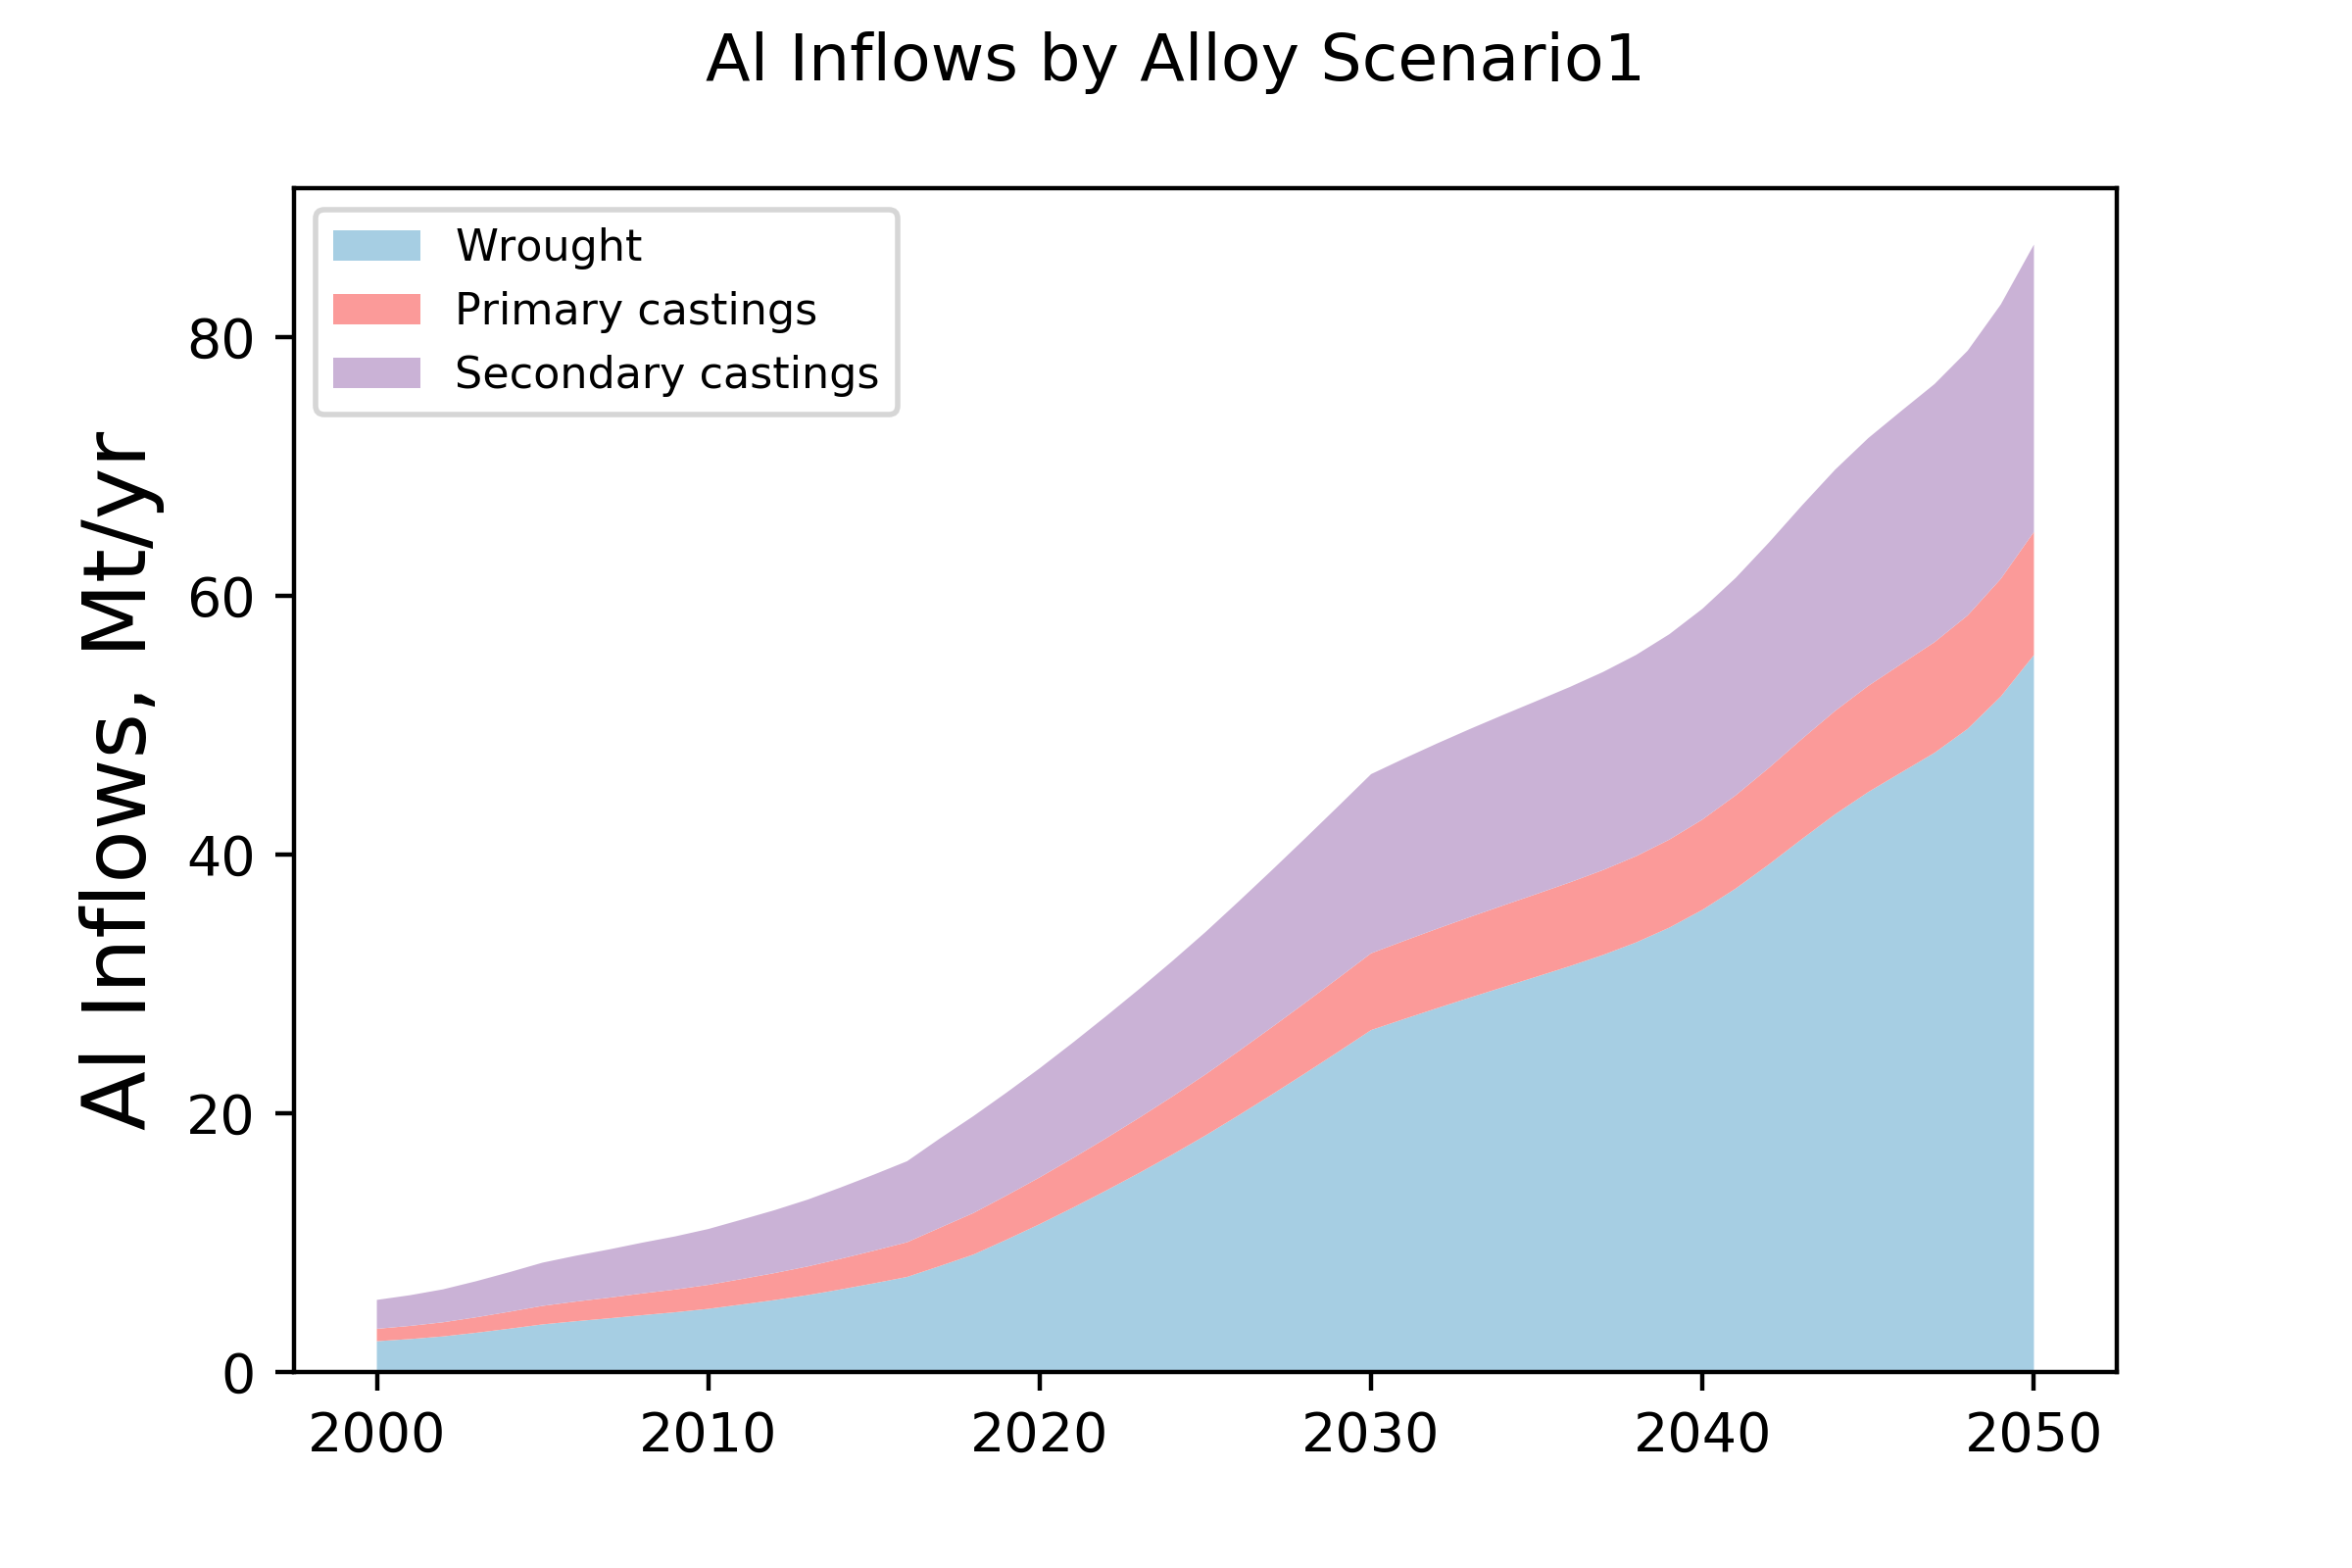 Al Inflows by Alloy Scenario1
Wrought
Primary castings
Secondary castings
Al Inflows, Mt/yr
80
60
40
20
0
2000 2010 2020 2030 2040 2050